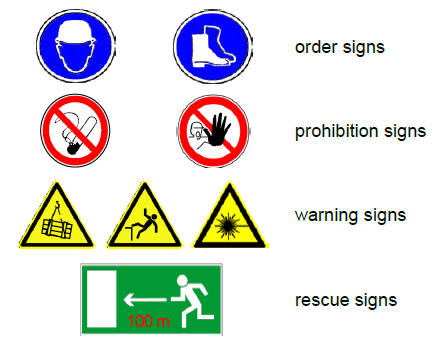 order signs
prohibition signs
warning signs
100 m
rescue signs